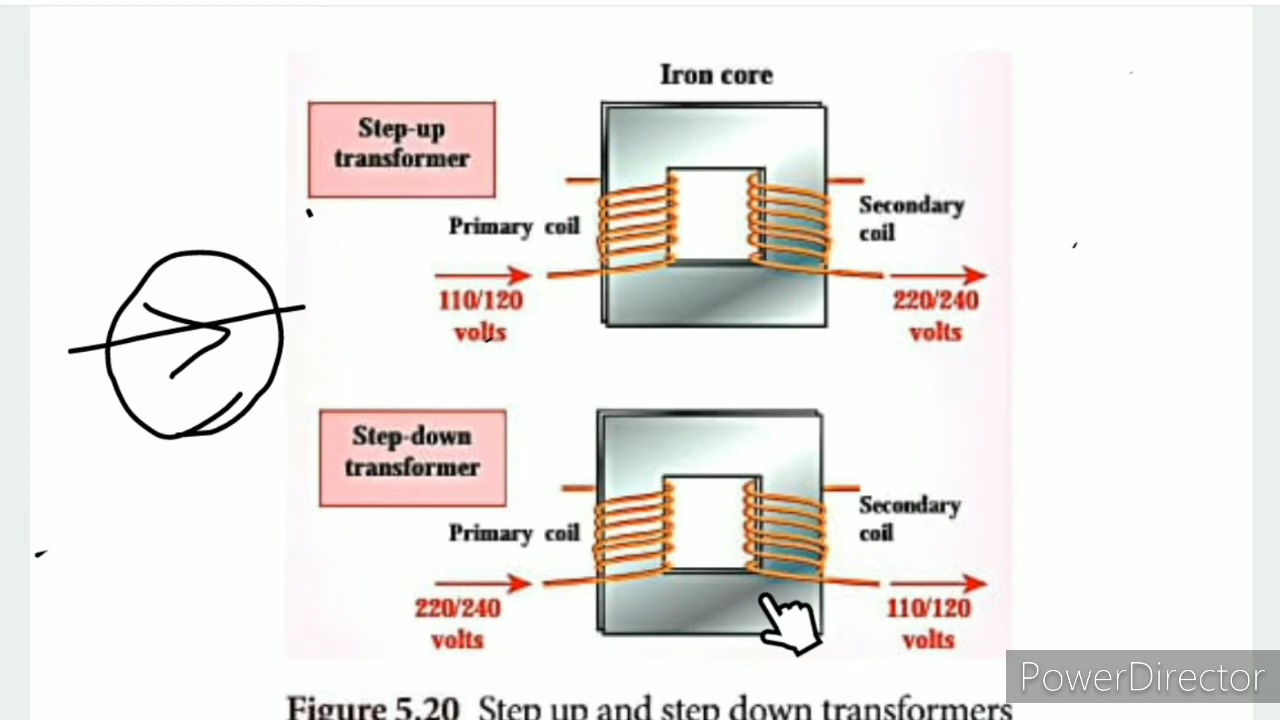 Iron core
Step-up
transformer
Primary coil
Secondary
coil
110/120
volts
220/240
volts
Step-down
transformer
Primary coil
Secondary
coil
220/240
volts
110/120
volts
PowerDirector
Figure 5.20 Step up and step down transformers